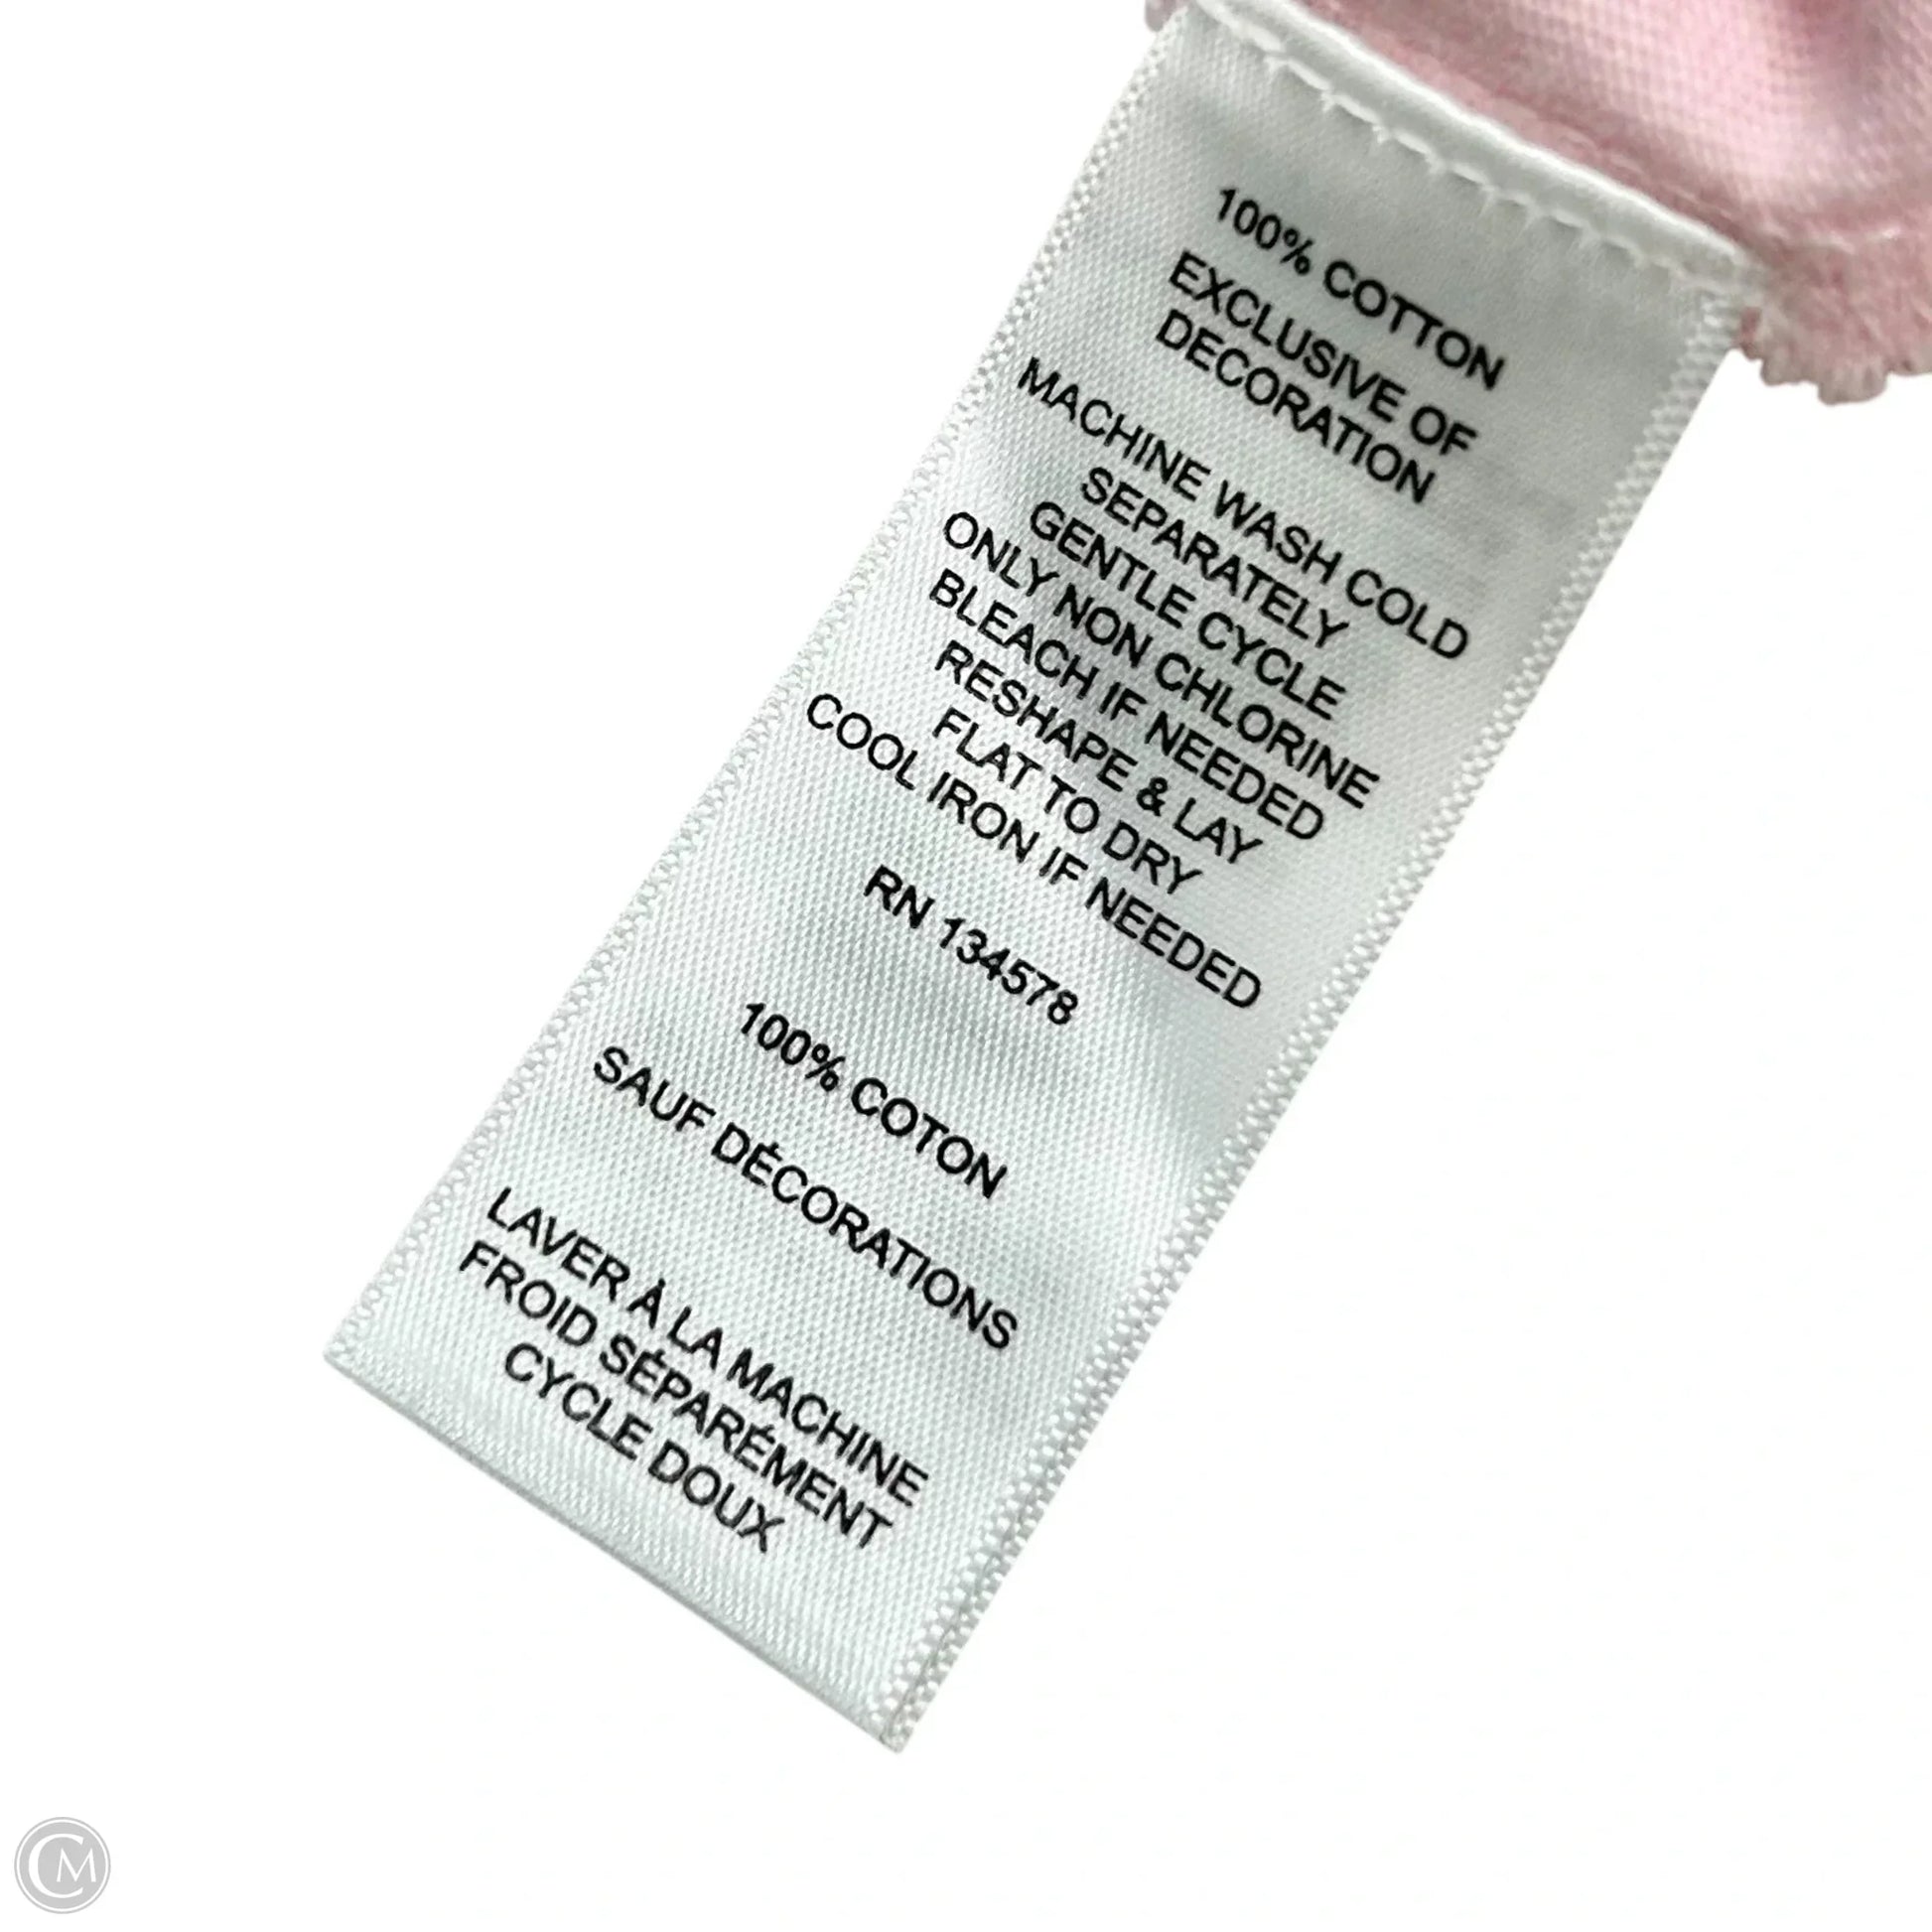 100% COTTON
EXCLUSIVE OF
DECORATION
MACHINE WASH COLD
SEPARATELY
GENTLE CYCLE
ONLY NON CHLORINE
BLEACH IF NEEDED
RESHAPE & LAY
FLAT TO DRY
COOL IRON IF NEEDED
RN 134578
100% COTON
SAUF DÉCORATIONS
LAVER À LA MACHINE
FROID SÉPARÉMENT
CYCLE DOUX
CM